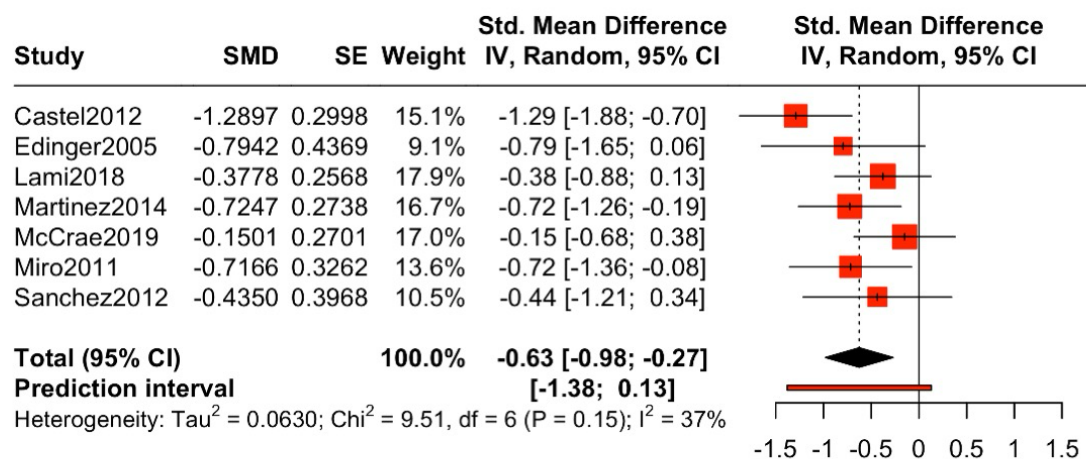 Std. Mean Difference Std. Mean Difference
Study SMD SE Weight IV, Random, 95% CI IV, Random, 95% CI
Castel2012 -1.2897 0.2998 15.1% -1.29 [-1.88; -0.70]
Edinger2005 -0.7942 0.4369 9.1% -0.79 [-1.65; 0.06]
Lami2018 -0.3778 0.2568 17.9% -0.38 [-0.88; 0.13]
Martinez2014 -0.7247 0.2738 16.7% -0.72 [-1.26; -0.19]
McCrae2019 -0.1501 0.2701 17.0% -0.15 [-0.68; 0.38]
Miro2011 -0.7166 0.3262 13.6% -0.72 [-1.36; -0.08]
Sanchez2012 -0.4350 0.3968 10.5% -0.44 [-1.21; 0.34]
Total (95% CI) 100.0% -0.63 [-0.98; -0.27]
Prediction interval [-1.38; 0.13]
Heterogeneity: Tau² = 0.0630; Chi² = 9.51, df = 6 (P = 0.15); I² = 37%
-1.5 -1 -0.5 0 0.5 1 1.5